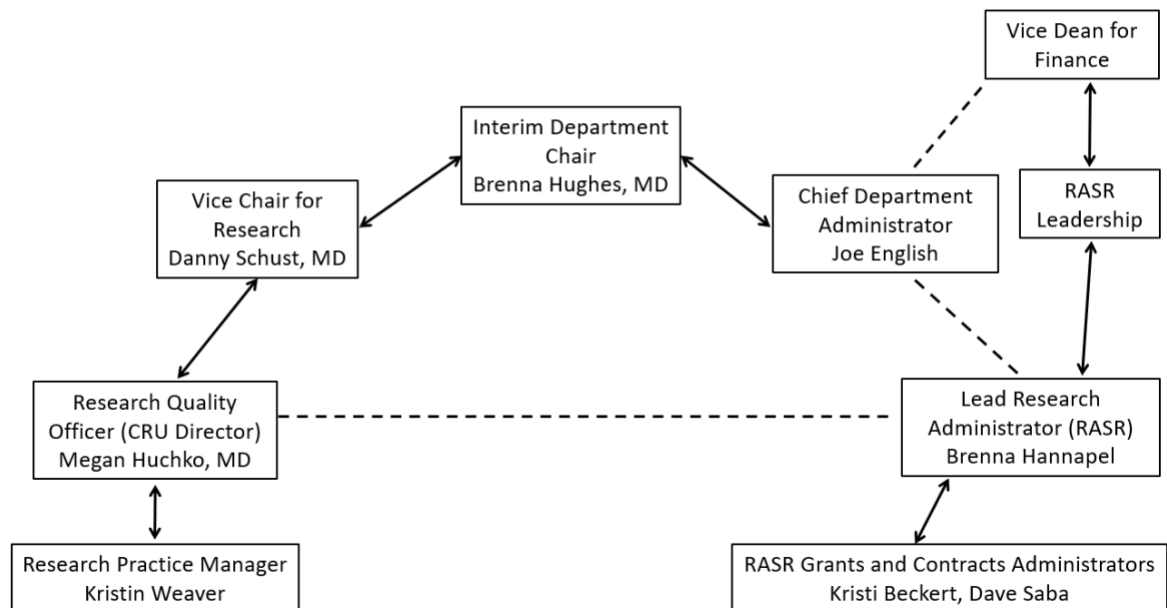 Vice Dean for
Finance
Interim Department
Chair
Brenna Hughes, MD
Vice Chair for
Research
Danny Schust, MD
Chief Department
Administrator
Joe English
RASR
Leadership
Research Quality
Officer (CRU Director)
Megan Huchko, MD
Lead Research
Administrator (RASR)
Brenna Hannapel
Research Practice Manager
Kristin Weaver
RASR Grants and Contracts Administrators
Kristi Beckert, Dave Saba